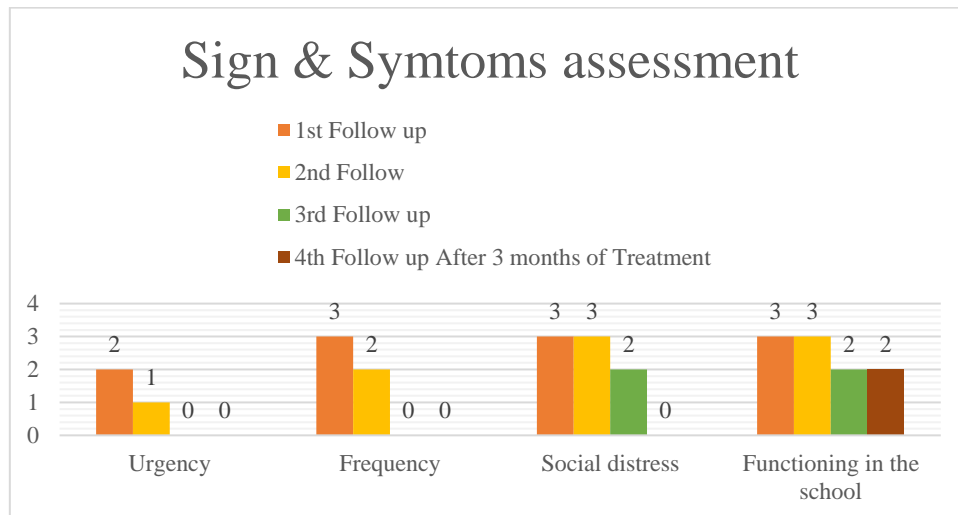 Sign & Symtoms assessment
1st Follow up
2nd Follow
3rd Follow up
4th Follow up After 3 months of Treatment
4
3
2
1
0
2
1
0
0
3
2
0
0
3
3
2
0
3
3
2
2
Urgency
Frequency
Social distress
Functioning in the
school